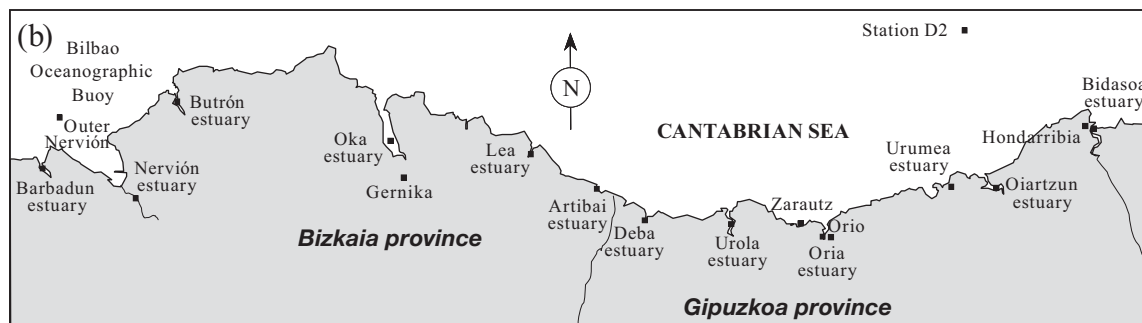 (b)
Bilbao
Oceanographic
Buoy
Outer
Nervión
Barbadun
estuary
Nervión
estuary
Butrón
estuary
Oka
estuary
Gernika
Lea
estuary
Bizkaia province
N
Artibai
estuary
Deba
estuary
CANTABRIAN SEA
Station D2
Urola
estuary
Zarautz
Orio
Oria
estuary
Gipuzkoa province
Urumea
estuary
Oiartzun
estuary
Hondarribia
Bidasoa
estuary